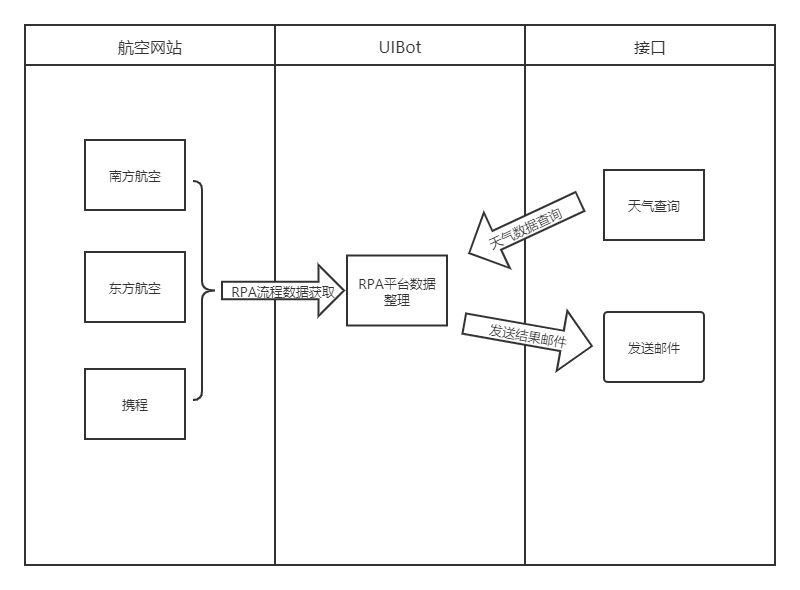 航空网站
UIBot
接口
南方航空
东方航空
携程
RPA流程数据获取
RPA平台数据
整理
天气数据查询
发送结果邮件
天气查询
发送邮件